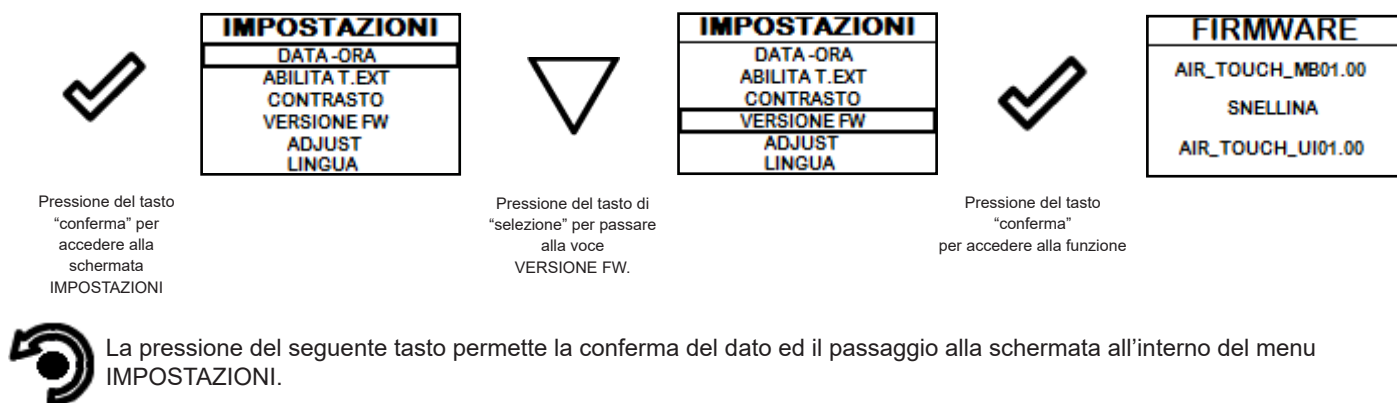 IMPOSTAZIONI
DATA-ORA
ABILITA T.EXT
CONTRASTO
VERSIONE FW
ADJUST
LINGUA
IMPOSTAZIONI
DATA-ORA
ABILITA T.EXT
CONTRASTO
VERSIONE FW
ADJUST
LINGUA
FIRMWARE
AIR_TOUCH_MB01.00
SNELLINA
AIR_TOUCH_UI01.00
Pressione del tasto
“conferma” per
accedere alla
schermata
IMPOSTAZIONI
Pressione del tasto di
“selezione” per passare
alla voce
VERSIONE FW.
Pressione del tasto
“conferma”
per accedere alla funzione
La pressione del seguente tasto permette la conferma del dato ed il passaggio alla schermata all’interno del menu
IMPOSTAZIONI.